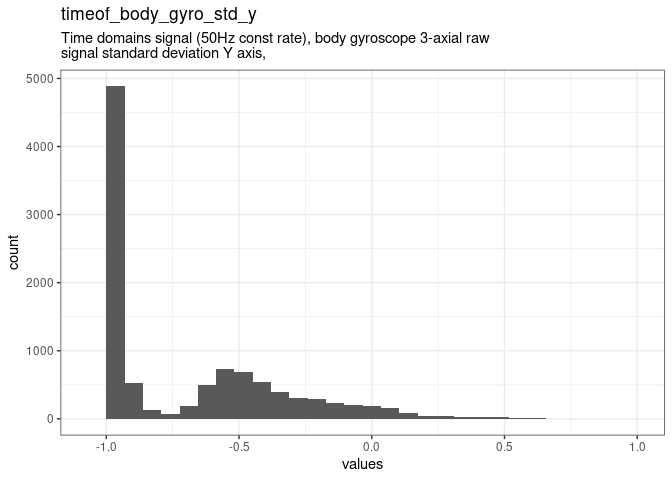 timeof_body_gyro_std_y
Time domains signal (50Hz const rate), body gyroscope 3-axial raw
signal standard deviation Y axis,
5000
4000
3000
2000
1000
0
count
-1.0 -0.5 0.0 0.5 1.0
values